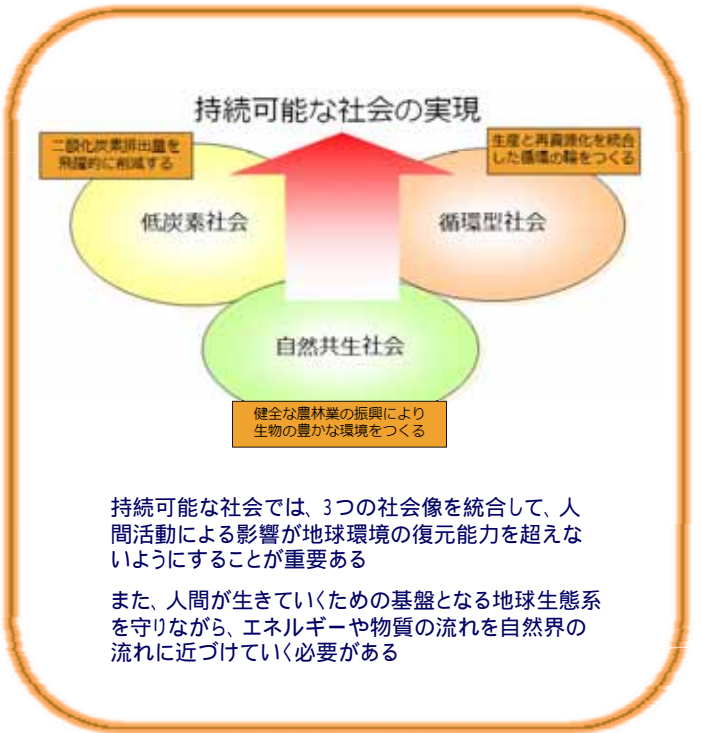 持続可能な社会の実現
二酸化炭素排出量を
飛躍的に削減する
生産と再資源化を統合
した循環の輪をつくる
低炭素社会
循環型社会
自然共生社会
健全な農林業の振興により
生物の豊かな環境をつくる
持続可能な社会では、3つの社会像を統合して、人
間活動による影響が地球環境の復元能力を超えな
いようにすることが重要ある
また、人間が生きていくための基盤となる地球生態系
を守りながら、エネルギーや物質の流れを自然界の
流れに近づけていく必要がある